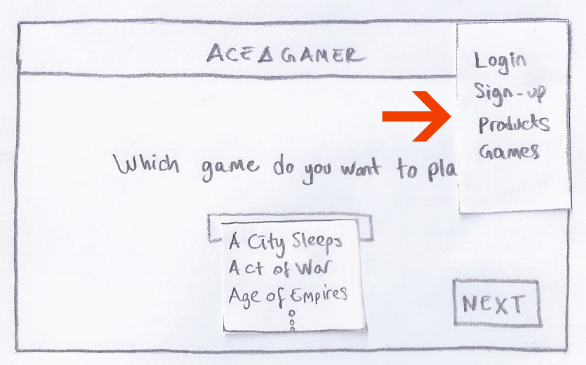 ACE A GAMER
Login
Sign-up
Products
Games
Which game do you want to pla
A City Sleeps
Act of War
Age of Empires
NEXT